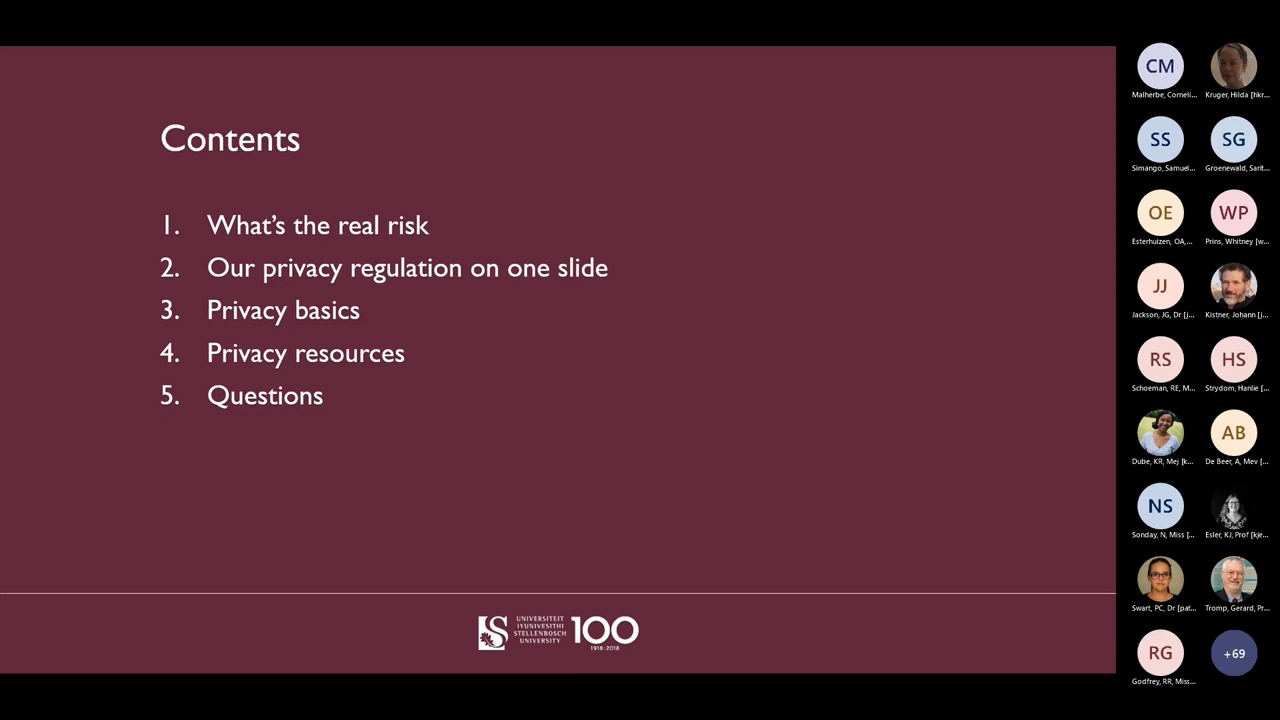 Contents
1. What's the real risk
2. Our privacy regulation on one slide
3. Privacy basics
4. Privacy resources
5. Questions
UNIVERSITEIT
IYUNIVESITHI
STELLENBOSCH
UNIVERSITY
100
1918·2018
CM
Malherbe, Corneli...
Kruger, Hilda [hkr...
SS
Simango, Samuel...
SG
Groenewald, Sarit...
OE
Esterhuizen, OA,...
WP
Prins, Whitney [w...
JJ
Jackson, JG, Dr [j...
Kistner, Johann [j...
RS
Schoeman, RE, M...
HS
Strydom, Hanlie [...
Dube, KR, Mej [k...
AB
De Beer, A, Mev [...
NS
Sonday, N, Miss [...
Esler, KJ, Prof [kje...
Swart, PC, Dr [pat...
Tromp, Gerard, Pr...
RG
Godfrey, RR, Miss...
+69